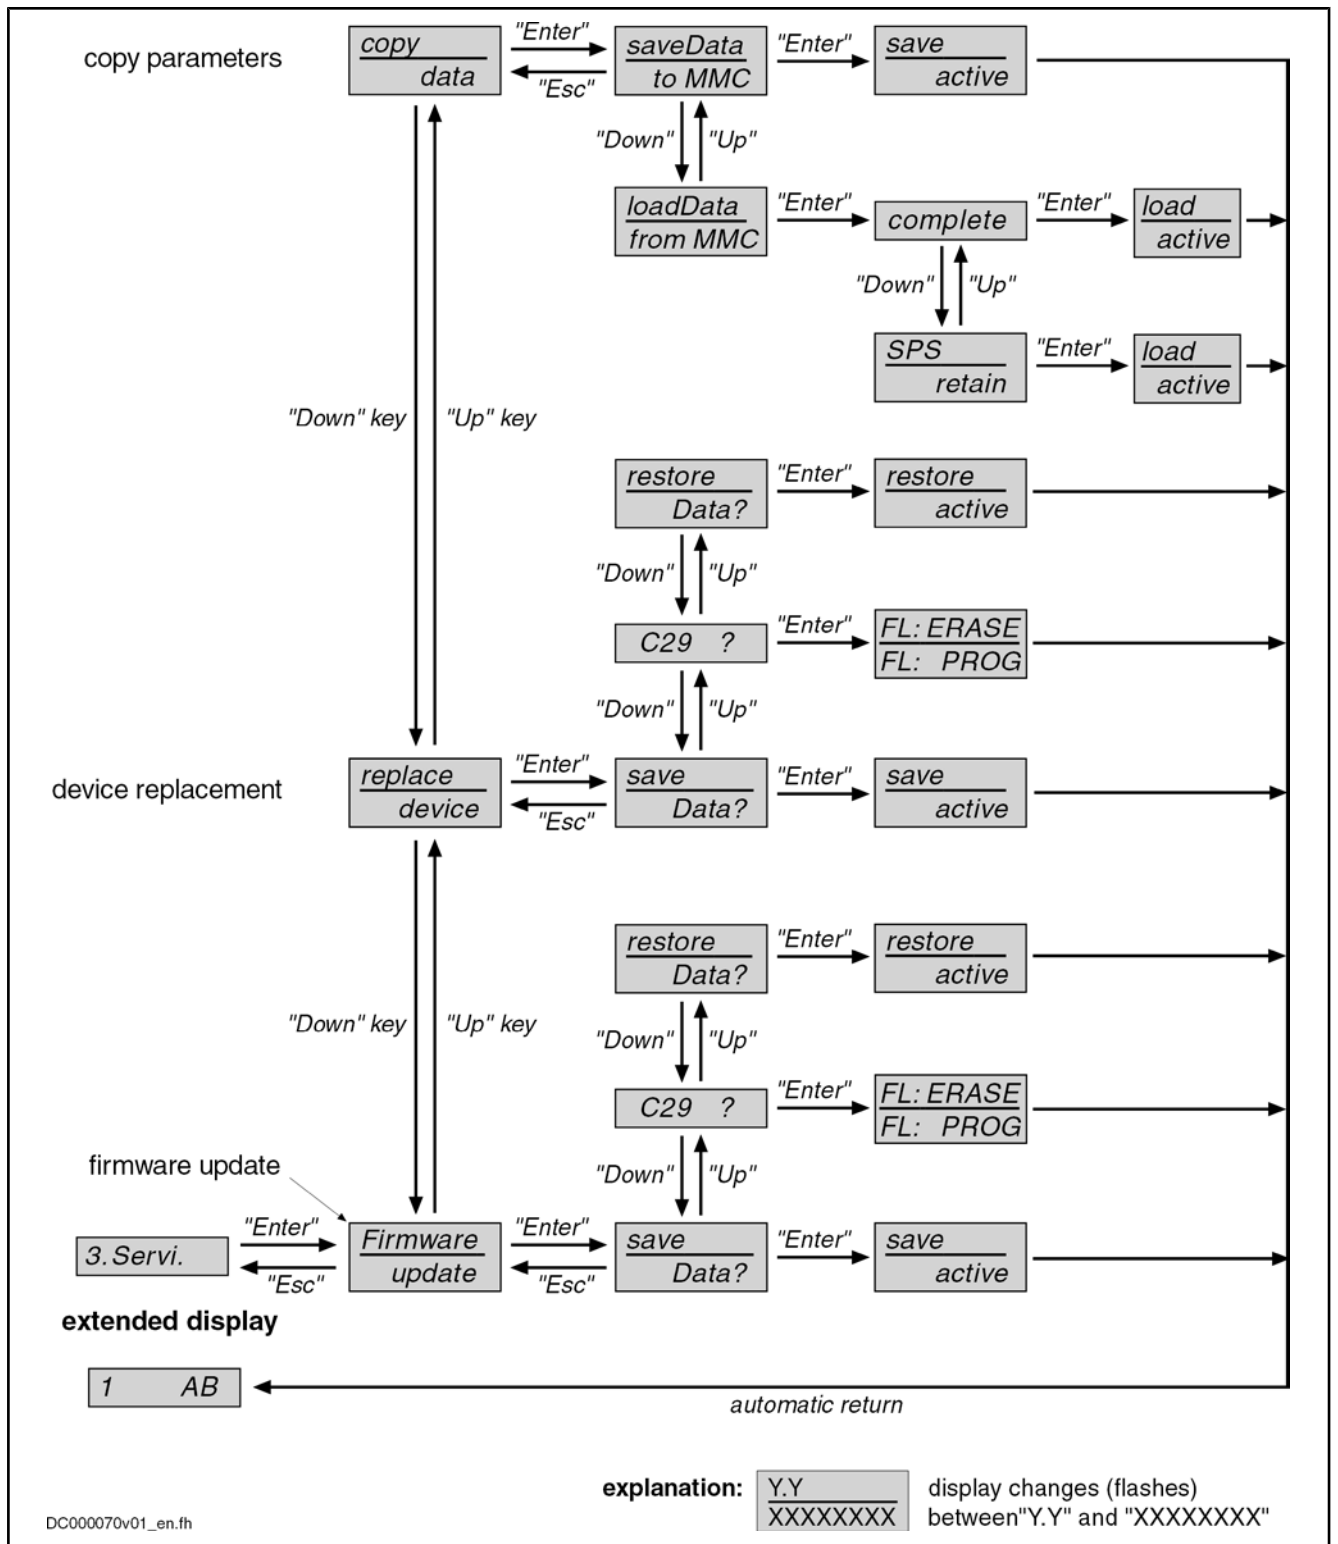 copy parameters
copy
data
"Enter"
"Esc"
saveData
to MMC
"Enter"
save
active
"Down"
"Up"
loadData
from MMC
"Enter"
complete
"Enter"
load
active
"Down"
"Up"
SPS
retain
"Enter"
load
active
"Down" key
"Up" key
restore
Data?
"Enter"
restore
active
"Down"
"Up"
C29 ?
"Enter"
FL: ERASE
FL: PROG
"Down"
"Up"
device replacement
replace
device
"Enter"
"Esc"
save
Data?
"Enter"
save
active
restore
Data?
"Enter"
restore
active
"Down" key
"Up" key
"Down"
"Up"
C29 ?
"Enter"
FL: ERASE
FL: PROG
"Down"
"Up"
firmware update
3.Servi.
"Enter"
"Esc"
Firmware
update
"Enter"
"Esc"
save
Data?
"Enter"
save
active
extended display
1 AB
automatic return
explanation:
Y.Y
XXXXXXXX
display changes (flashes)
between"Y.Y" and "XXXXXXXX"
DC000070v01_en.fh